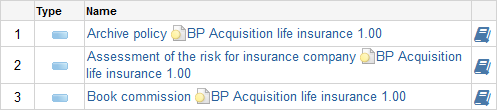 Type Name
1 Archive policy BP Acquisition life insurance 1.00
2 Assessment of the risk for insurance company BP Acquisition
life insurance 1.00
3 Book commission BP Acquisition life insurance 1.00